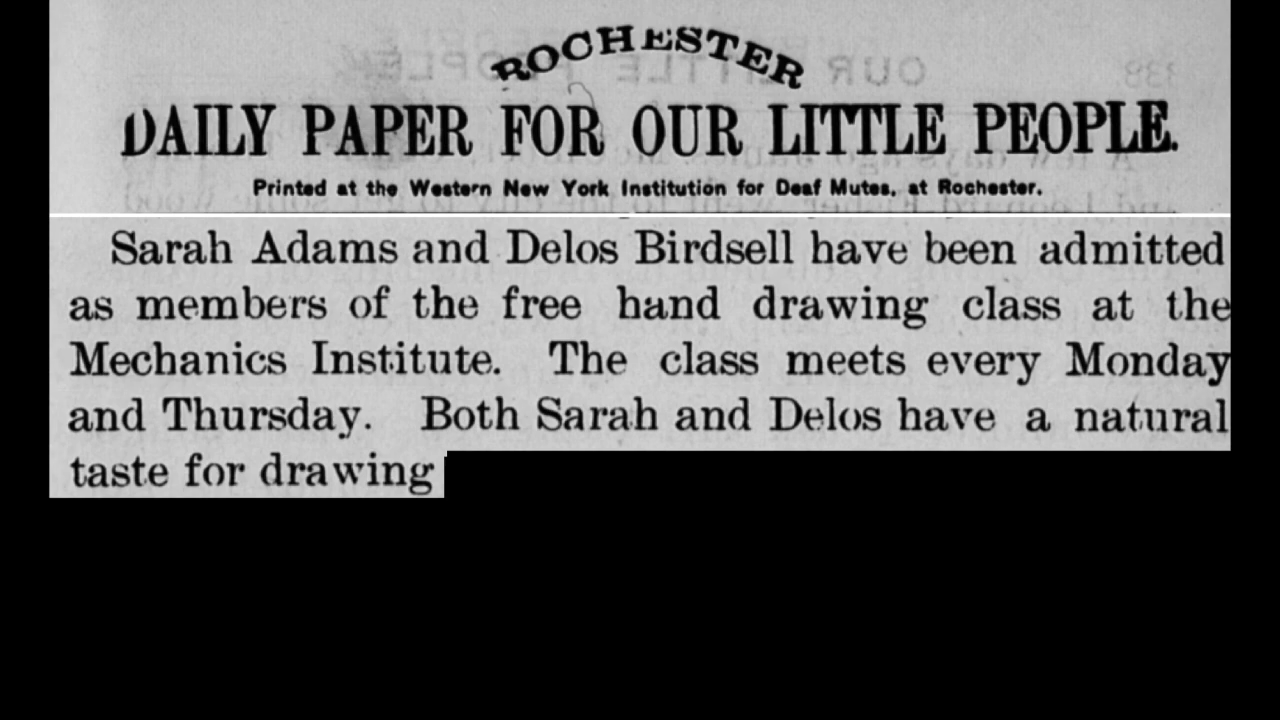 ROCHESTER
DAILY PAPER FOR OUR LITTLE PEOPLE.
Printed at the Western New York Institution for Deaf Mutes, at Rochester.
Sarah Adams and Delos Birdsell have been admitted
as members of the free hand drawing class at the
Mechanics Institute. The class meets every Monday
and Thursday. Both Sarah and Delos have a natural
taste for drawing